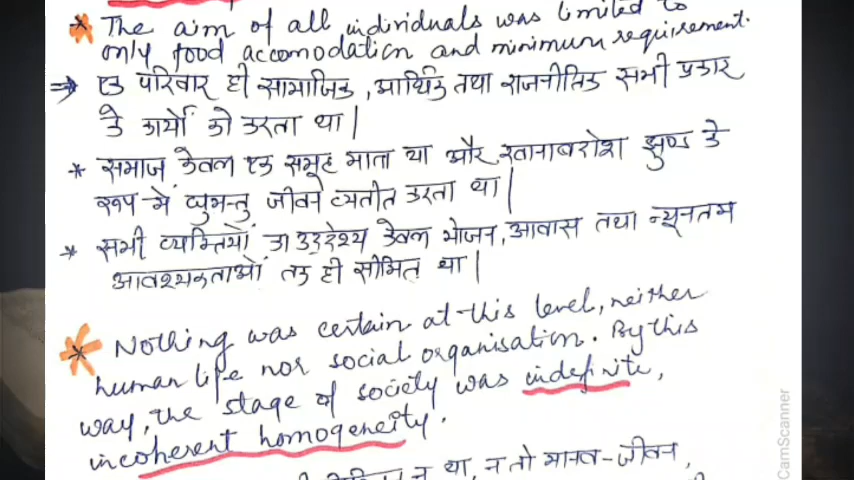 * The aim of all individuals was limited to
only food accomodation and minimum requirement.
⇒ एक परिवार ही सामाजिक, आर्थिक तथा राजनीतिक सभी प्रकार
के कार्यों को करता था |
* समाज केवल एक समूह मात्र था और खानाबदोश झुण्ड के
रूप में घुमन्तु जीवन व्यतीत करता था |
* सभी व्यक्तियों का उद्देश्य केवल भोजन, आवास तथा न्यूनतम
आवश्यकताओं तक ही सीमित था |
* Nothing was certain at this level, neither
human life nor social organisation. By this
way, the stage of society was indefinite,
incoherent homogeneity.
न था, न तो मानव-जीवन,
CamScanner